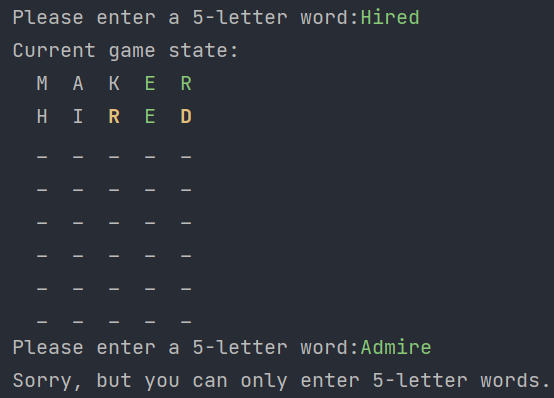 Please enter a 5-letter word:Hired
Current game state:
M A K E R
H I R E D
_ _ _ _ _
_ _ _ _ _
_ _ _ _ _
_ _ _ _ _
_ _ _ _ _
_ _ _ _ _
Please enter a 5-letter word:Admire
Sorry, but you can only enter 5-letter words.